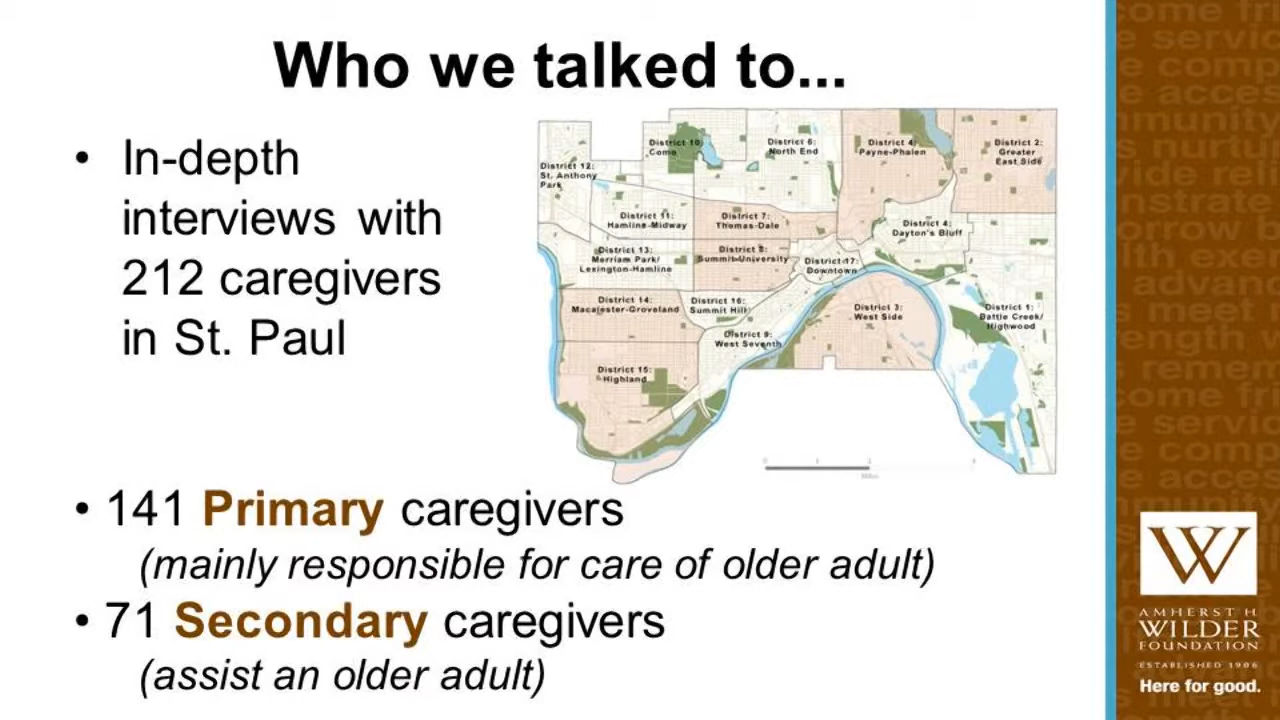 Who we talked to...
• In-depth
interviews with
212 caregivers
in St. Paul
District 10:
Como
District 6:
North End
District 4:
Payne-Phalen
District 2:
Greater
East Side
District 12:
St. Anthony
Park
District 11:
Hamline-Midway
District 7:
Thomas-Dale
District 4:
Dayton's Bluff
District 13:
Merriam Park/
Lexington-Hamline
District 8:
Summit-University
District 17:
Downtown
District 14:
Macalester-Groveland
District 16:
Summit Hill
District 3:
West Side
District 1:
Battle Creek/
Highwood
District 9:
West Seventh
District 15:
Highland
• 141 Primary caregivers
(mainly responsible for care of older adult)
• 71 Secondary caregivers
(assist an older adult)
W
AMHERST H.
WILDER
FOUNDATION
ESTABLISHED 1906
Here for good.